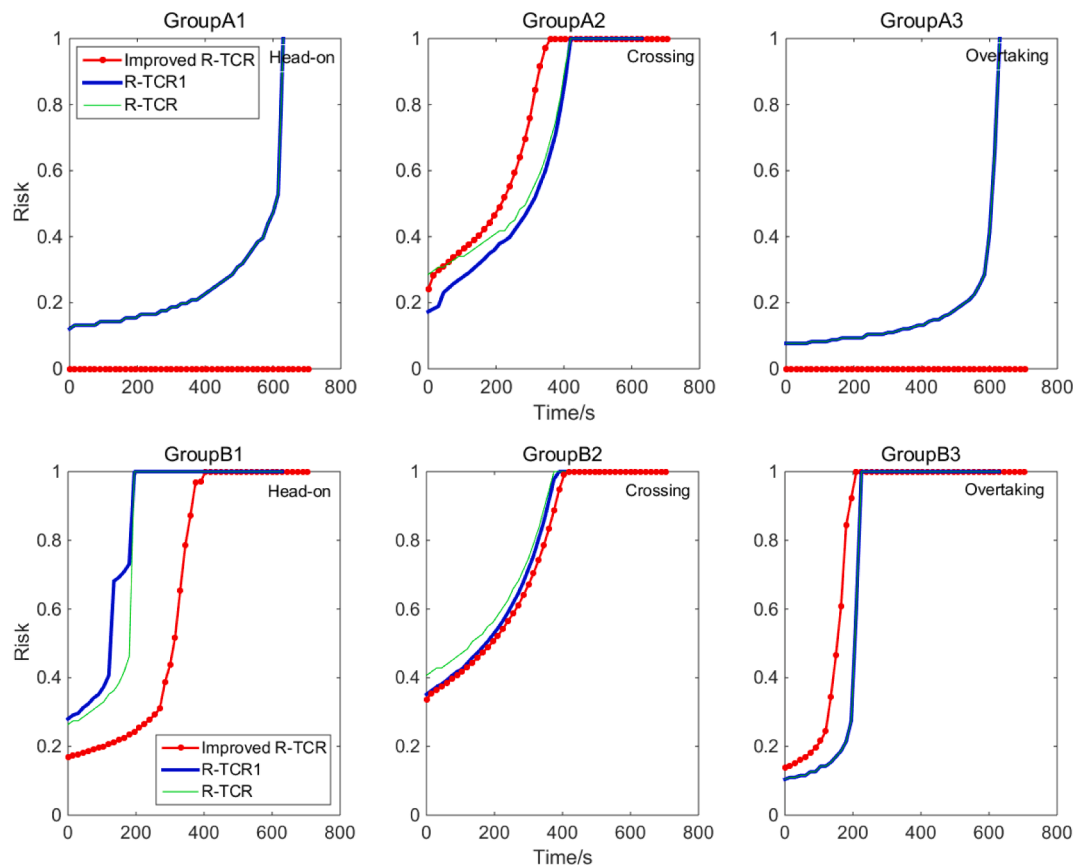 GroupA1
GroupA2
GroupA3
Improved R-TCR
R-TCR1
R-TCR
Head-on
Crossing
Overtaking
Risk
1
0.8
0.6
0.4
0.2
0
0 200 400 600 800
1
0.8
0.6
0.4
0.2
0
0 200 400 600 800
1
0.8
0.6
0.4
0.2
0
0 200 400 600 800
Time/s
GroupB1
GroupB2
GroupB3
Head-on
Crossing
Overtaking
Improved R-TCR
R-TCR1
R-TCR
Risk
1
0.8
0.6
0.4
0.2
0
0 200 400 600 800
1
0.8
0.6
0.4
0.2
0
0 200 400 600 800
1
0.8
0.6
0.4
0.2
0
0 200 400 600 800
Time/s